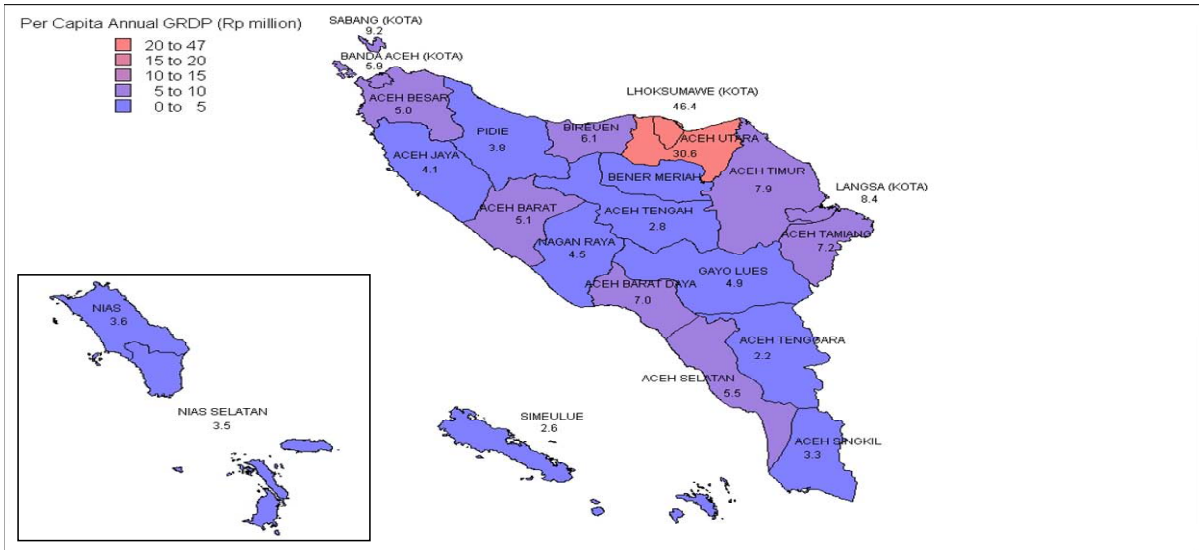 Per Capita Annual GRDP (Rp million)
20 to 47
15 to 20
10 to 15
5 to 10
0 to 5
SABANG (KOTA)
9.2
BANDA ACEH (KOTA)
5.9
ACEH BESAR
5.0
PIDIE
3.8
BIREUEN
6.1
LHOKSUMAWE (KOTA)
46.4
ACEH UTARA
30.6
ACEH JAYA
4.1
BENER MERIAH
ACEH TIMUR
7.9
LANGSA (KOTA)
8.4
ACEH BARAT
5.1
ACEH TENGAH
2.8
ACEH TAMIANG
7.2
NAGAN RAYA
4.5
GAYO LUES
4.9
ACEH BARAT DAYA
7.0
ACEH TENGGARA
2.2
ACEH SELATAN
5.5
NIAS
3.6
NIAS SELATAN
3.5
SIMEULUE
2.6
ACEH SINGKIL
3.3